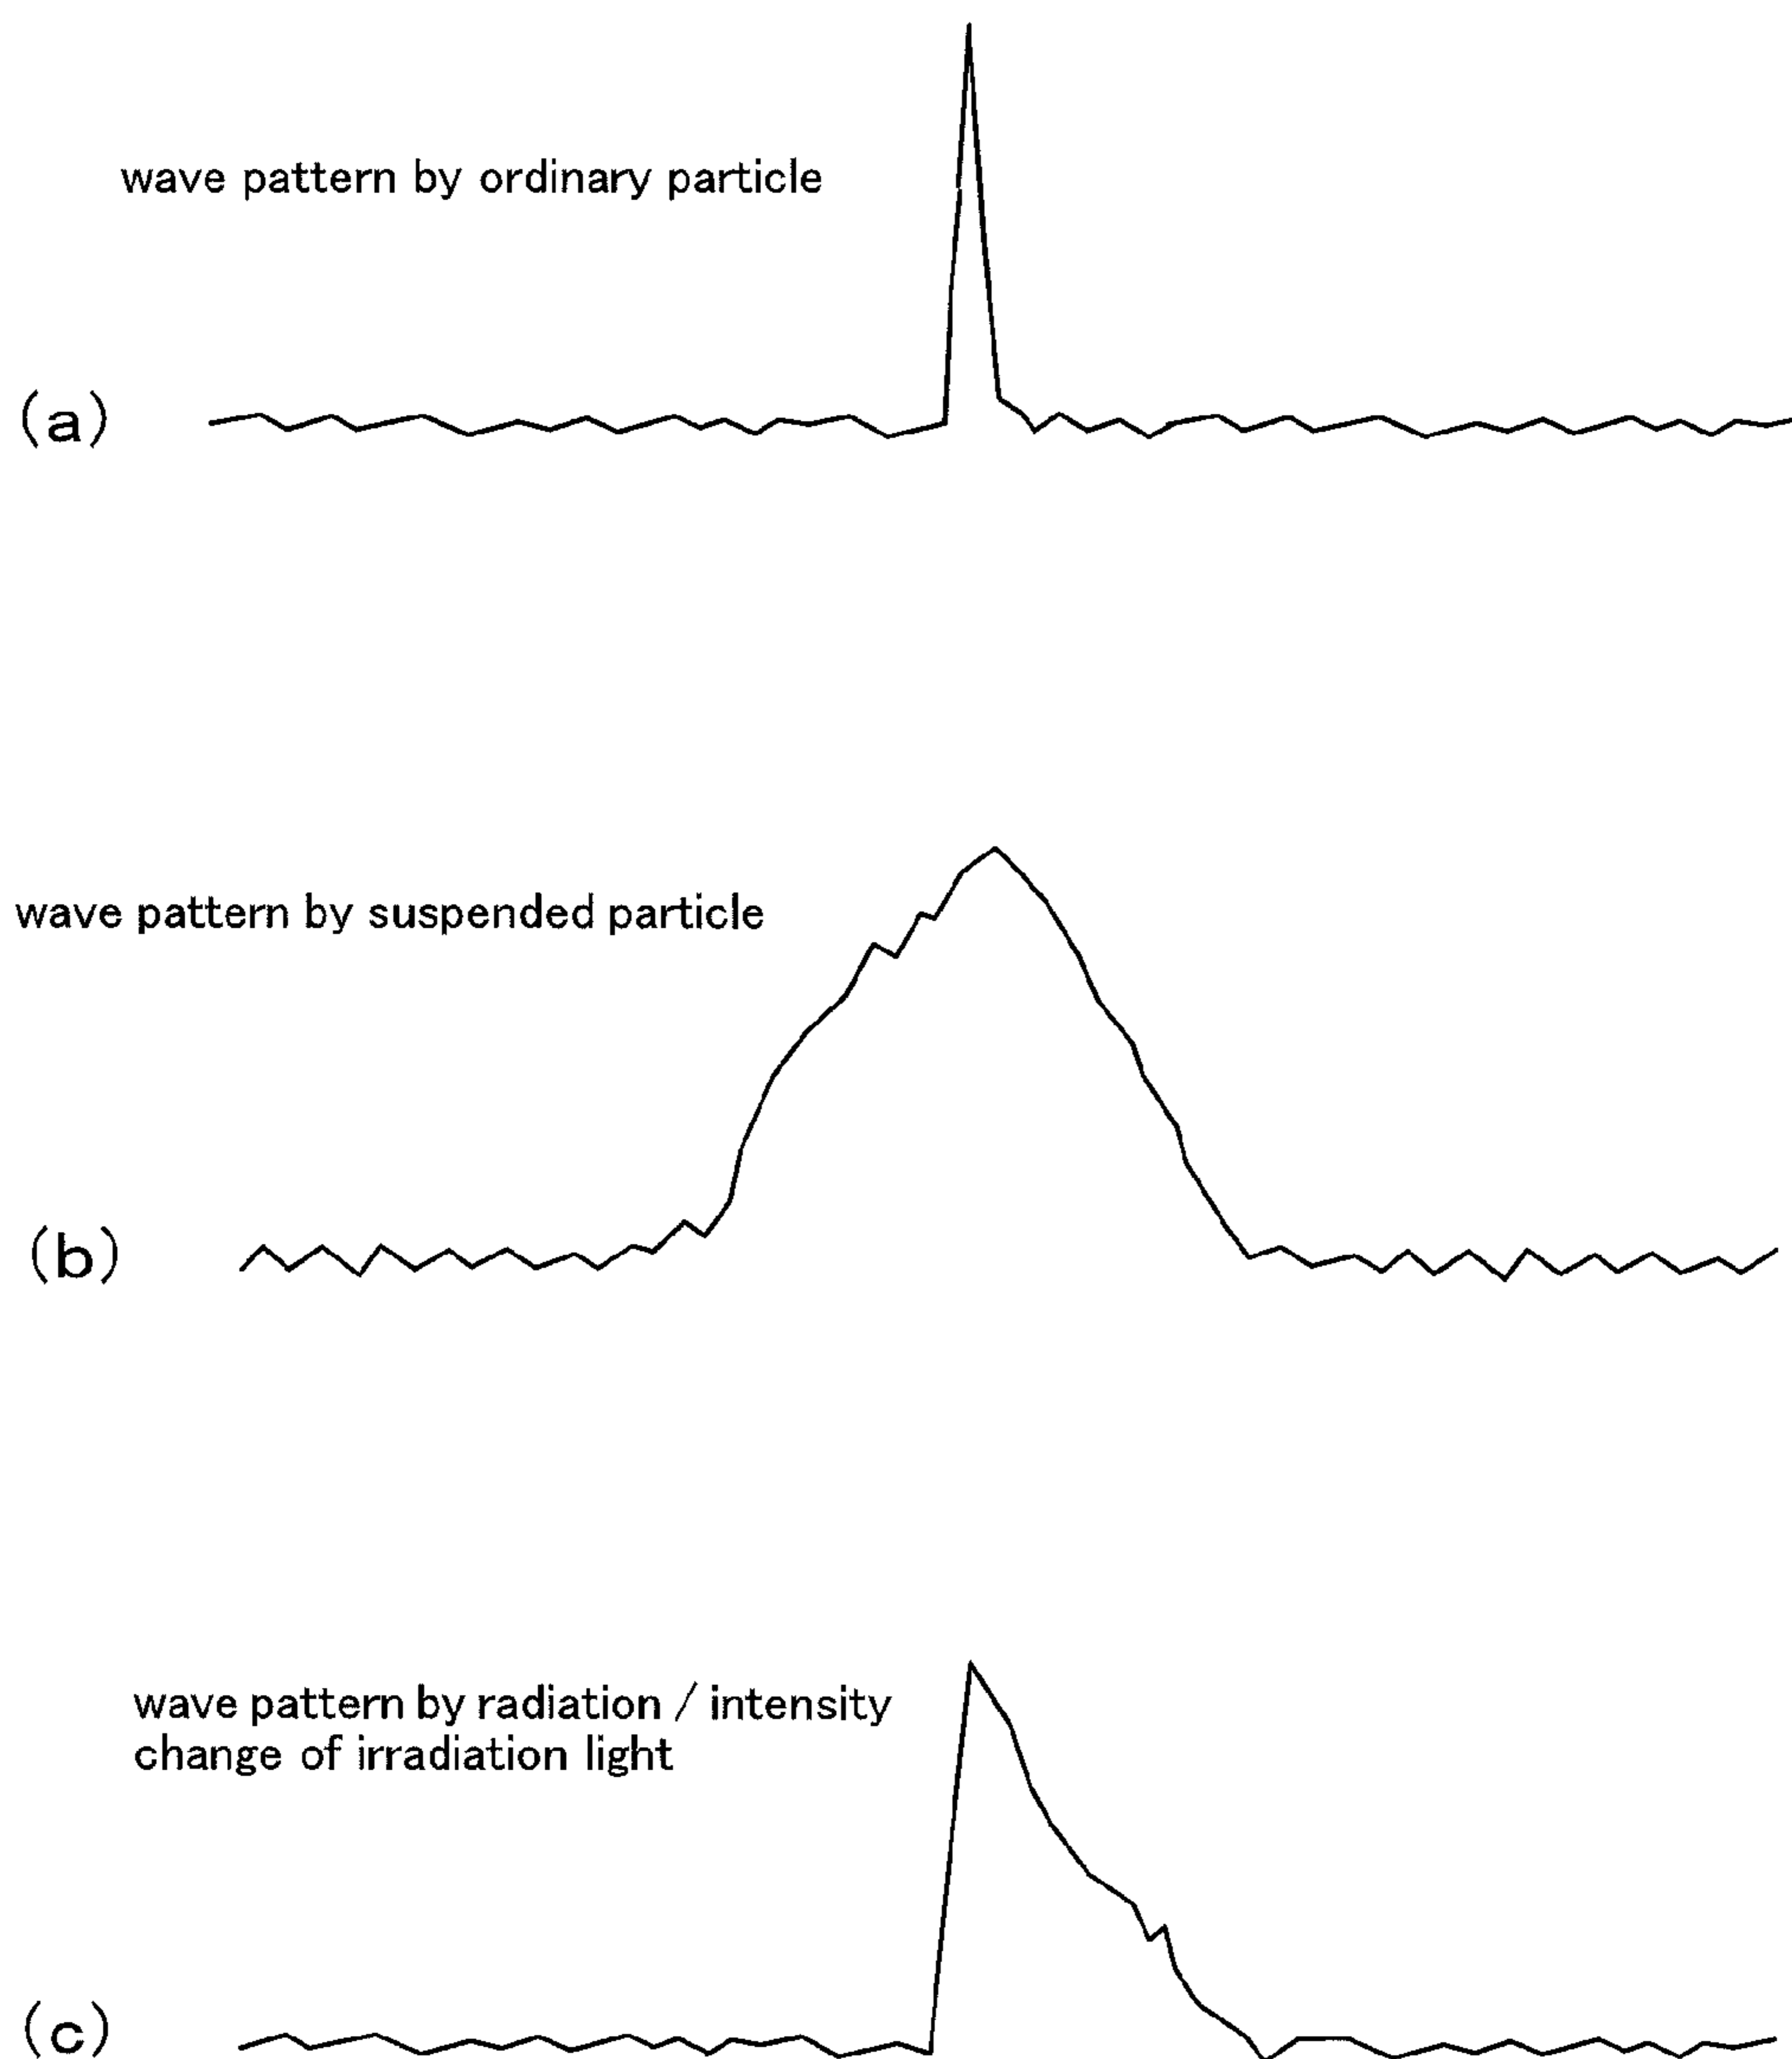 wave pattern by ordinary particle
(a)
wave pattern by suspended particle
(b)
wave pattern by radiation / intensity
change of irradiation light
(c)